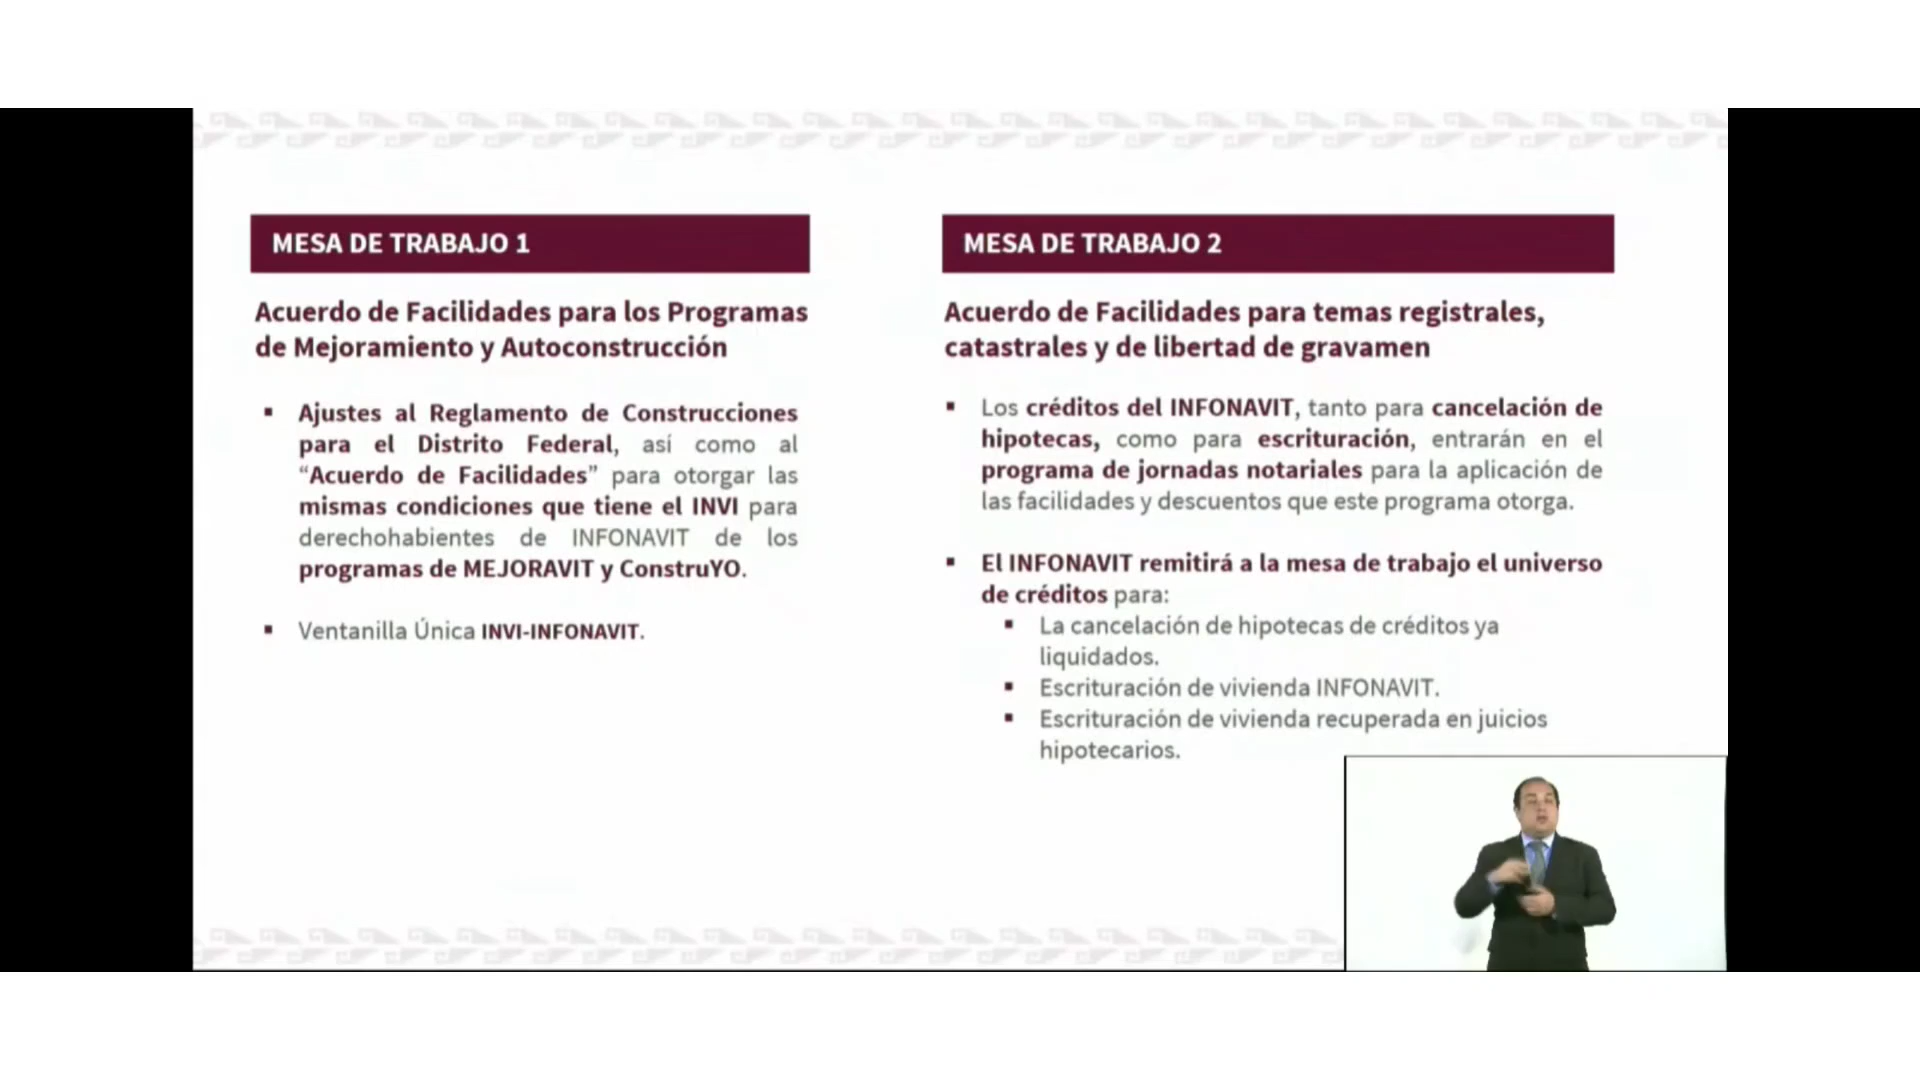 MESA DE TRABAJO 1
Acuerdo de Facilidades para los Programas
de Mejoramiento y Autoconstrucción
▪ Ajustes al Reglamento de Construcciones
para el Distrito Federal, así como al
“Acuerdo de Facilidades” para otorgar las
mismas condiciones que tiene el INVI para
derechohabientes de INFONAVIT de los
programas de MEJORAVIT y ConstruYO.
▪ Ventanilla Única INVI-INFONAVIT.
MESA DE TRABAJO 2
Acuerdo de Facilidades para temas registrales,
catastrales y de libertad de gravamen
▪ Los créditos del INFONAVIT, tanto para cancelación de
hipotecas, como para escrituración, entrarán en el
programa de jornadas notariales para la aplicación de
las facilidades y descuentos que este programa otorga.
▪ El INFONAVIT remitirá a la mesa de trabajo el universo
de créditos para:
▪ La cancelación de hipotecas de créditos ya
liquidados.
▪ Escrituración de vivienda INFONAVIT.
▪ Escrituración de vivienda recuperada en juicios
hipotecarios.